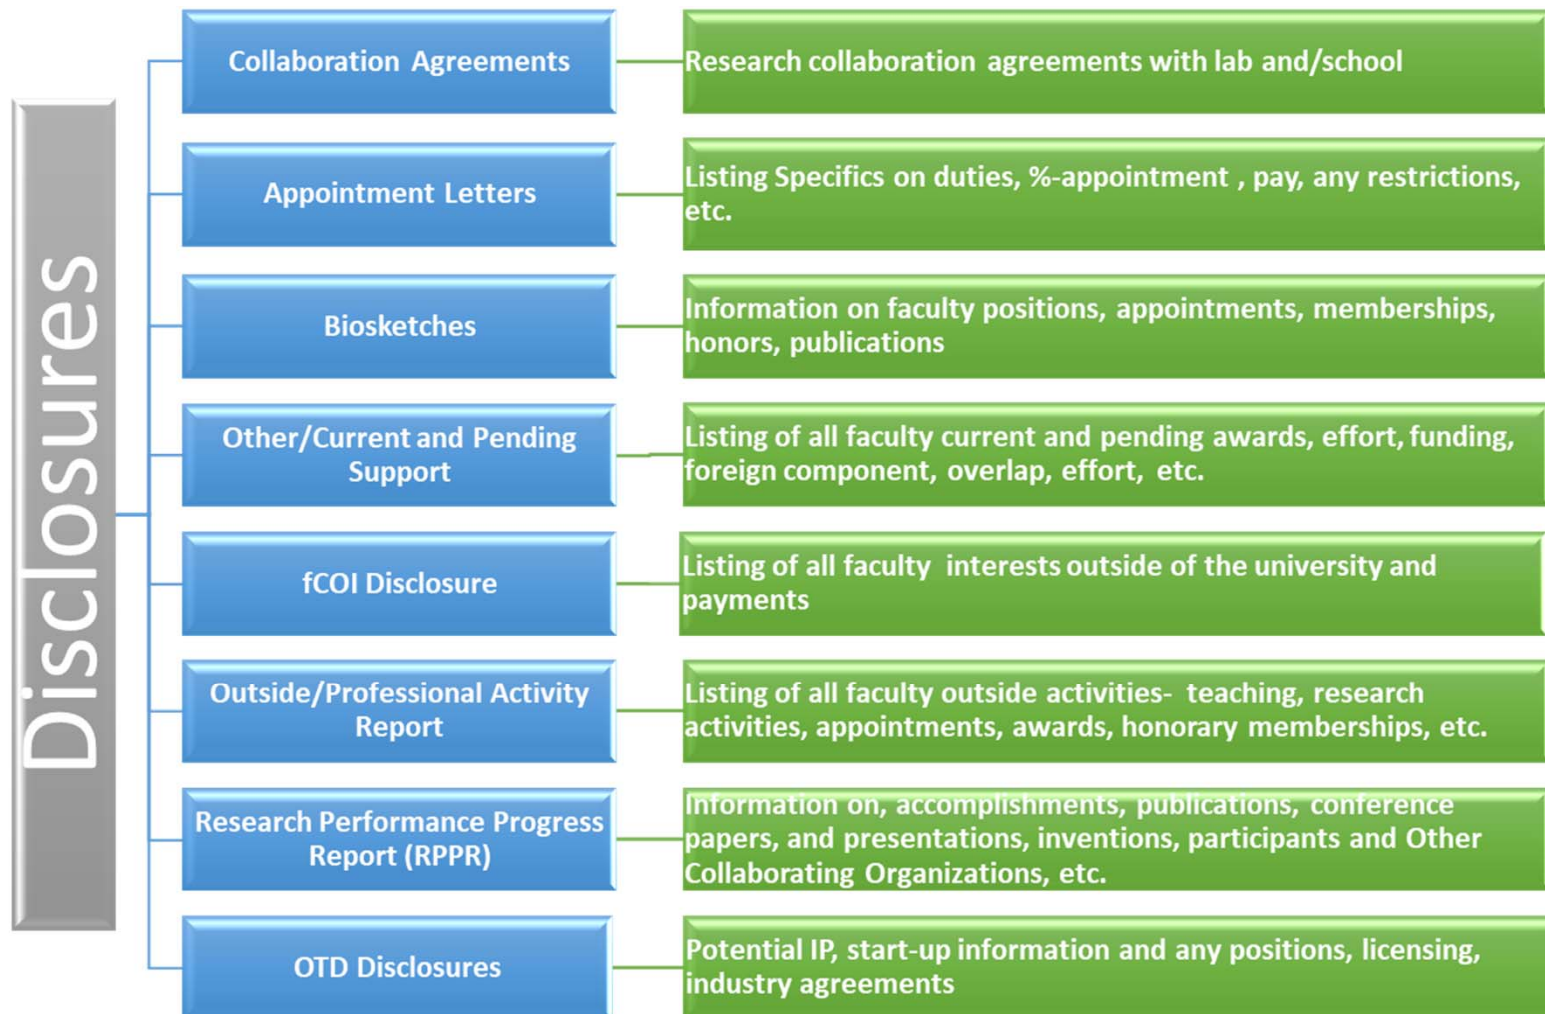 Disclosures
Collaboration Agreements
Research collaboration agreements with lab and/school
Appointment Letters
Listing Specifics on duties, %-appointment , pay, any restrictions,
etc.
Biosketches
Information on faculty positions, appointments, memberships,
honors, publications
Other/Current and Pending
Support
Listing of all faculty current and pending awards, effort, funding,
foreign component, overlap, effort, etc.
fCOI Disclosure
Listing of all faculty interests outside of the university and
payments
Outside/Professional Activity
Report
Listing of all faculty outside activities- teaching, research
activities, appointments, awards, honorary memberships, etc.
Research Performance Progress
Report (RPPR)
Information on, accomplishments, publications, conference
papers, and presentations, inventions, participants and Other
Collaborating Organizations, etc.
OTD Disclosures
Potential IP, start-up information and any positions, licensing,
industry agreements